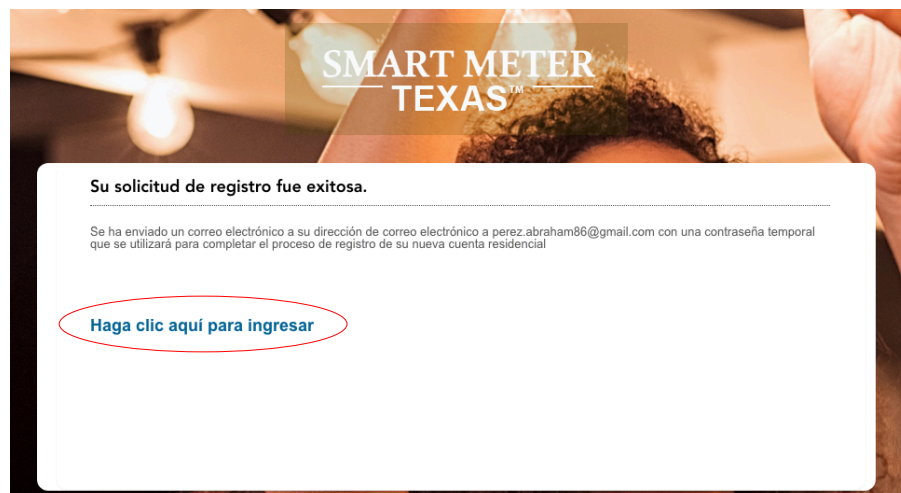 SMART METER
TEXAS™
Su solicitud de registro fue exitosa.
Se ha enviado un correo electrónico a su dirección de correo electrónico a perez.abraham86@gmail.com con una contraseña temporal
que se utilizará para completar el proceso de registro de su nueva cuenta residencial
Haga clic aquí para ingresar